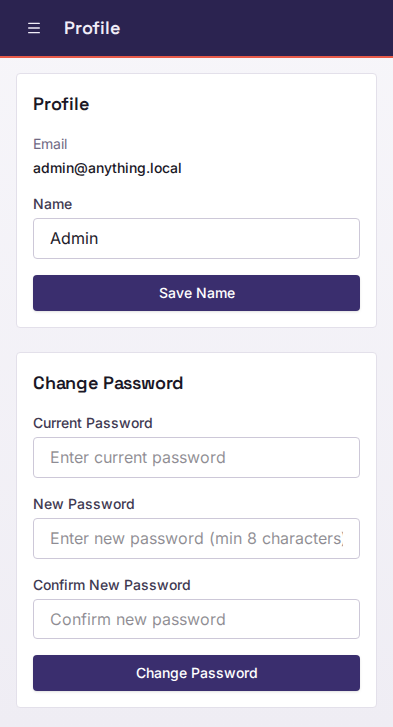 Profile
Profile
Email
admin@anything.local
Name
Admin
Save Name
Change Password
Current Password
Enter current password
New Password
Enter new password (min 8 characters)
Confirm New Password
Confirm new password
Change Password